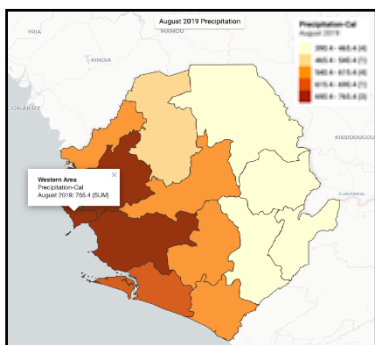 August 2019 Precipitation
Precipitation-Cal
August 2019
390.4 - 465.4 (4)
465.4 - 540.4 (1)
540.4 - 615.4 (4)
615.4 - 690.4 (1)
690.4 - 765.4 (3)
FRIA
MAMOU
KINDIA
CONAKRY
KISSIDOUGOU
Western Area
Precipitation-Cal
August 2019: 765.4 (SUM)